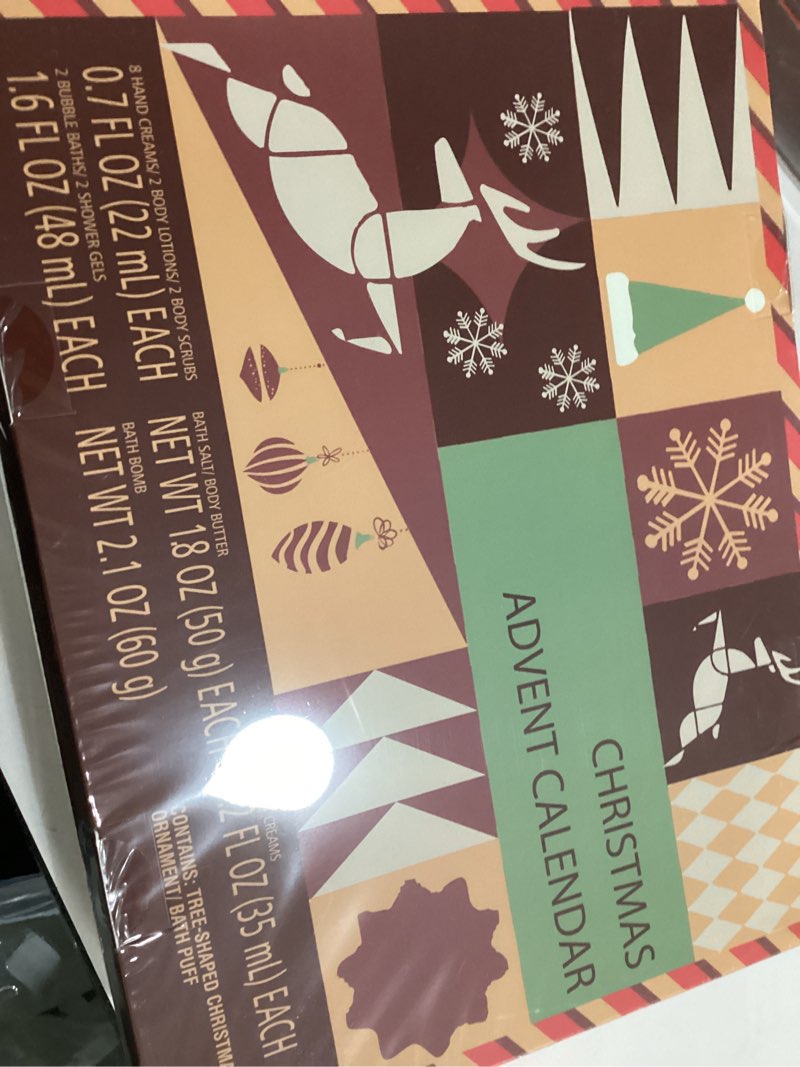 CHRISTMAS
ADVENT CALENDAR
8 HAND CREAMS/ 2 BODY LOTIONS/ 2 BODY SCRUBS
0.7 FL OZ (22 mL) EACH
2 BUBBLE BATHS/ 2 SHOWER GELS
1.6 FL OZ (48 mL) EACH
BATH SALT/ BODY BUTTER
NET WT 1.8 OZ (50 g) EACH
BATH BOMB
NET WT 2.1 OZ (60 g)
CREAMS
.2 FL OZ (35 mL) EACH
CONTAINS: TREE-SHAPED CHRISTMA
ORNAMENT/ BATH PUFF